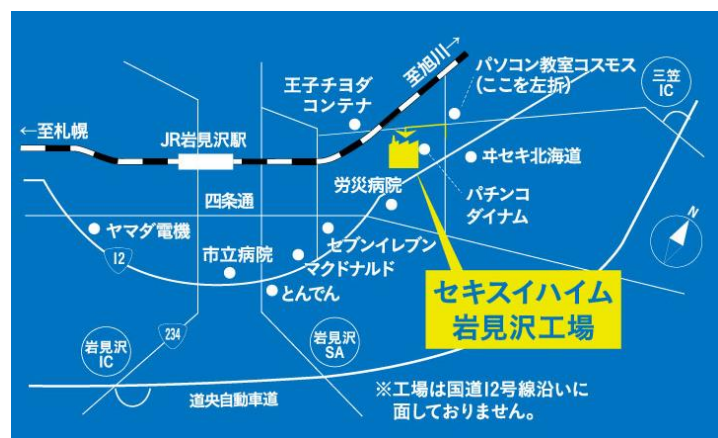 至旭川→
パソコン教室コスモス
(ここを左折)
三笠
IC
王子チヨダ
コンテナ
←至札幌
JR岩見沢駅
ヰセキ北海道
労災病院
パチンコ
ダイナム
四条通
ヤマダ電機
12
市立病院
セブンイレブン
マクドナルド
とんでん
N
セキスイハイム
岩見沢工場
234
岩見沢
IC
岩見沢
SA
道央自動車道
※工場は国道12号線沿いに
面しておりません。